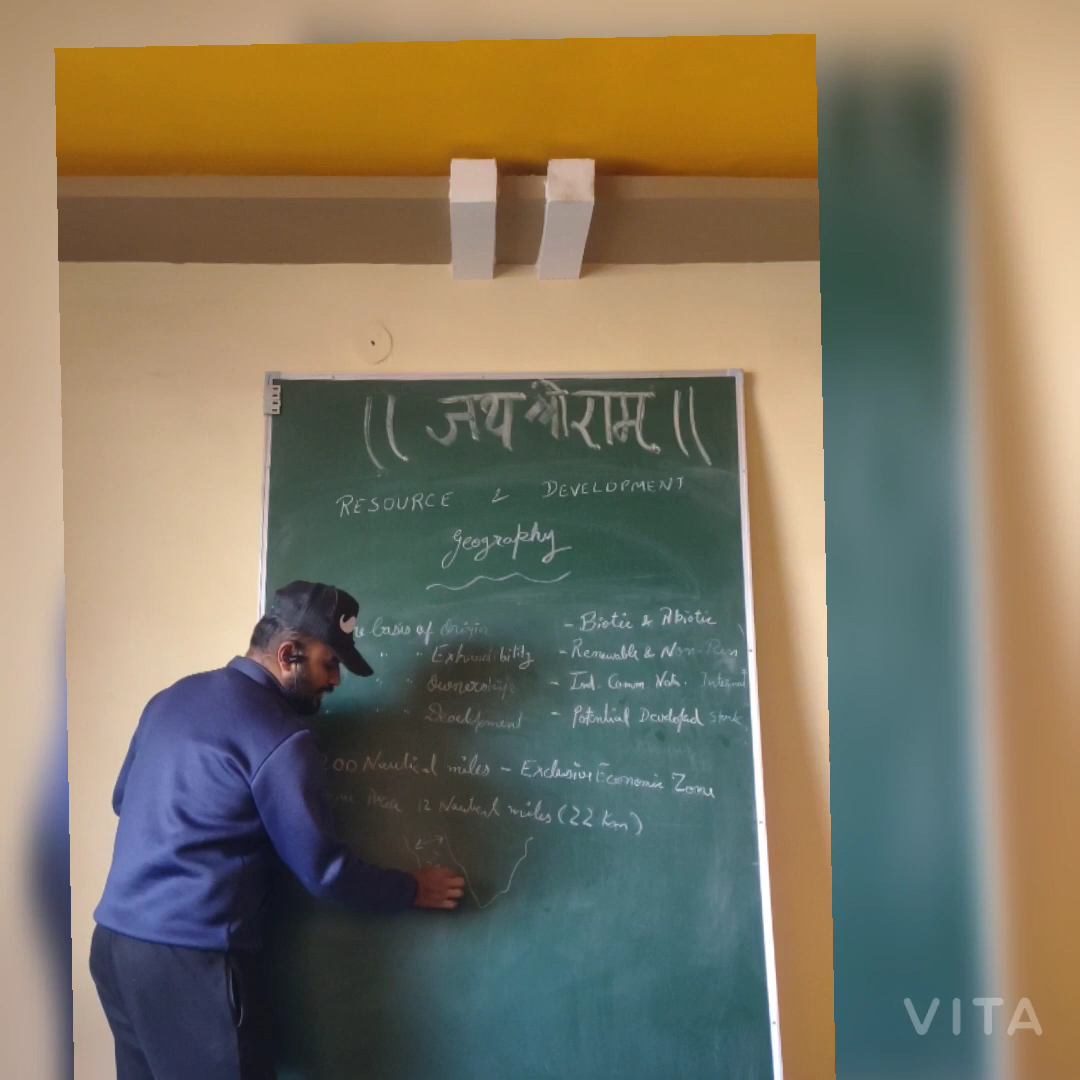 || जय श्री राम ||
RESOURCE & DEVELOPMENT
Geography
basis of Origin - Biotic & Abiotic
" " Exhaustibility - Renewable & Non-Ren
" Ownership - Ind. Comm Nat. Internat
" " Development - Potential Developed Stock
200 Nautical miles - Exclusive Economic Zone
Area 12 Nautical miles (22 Km)
VITA